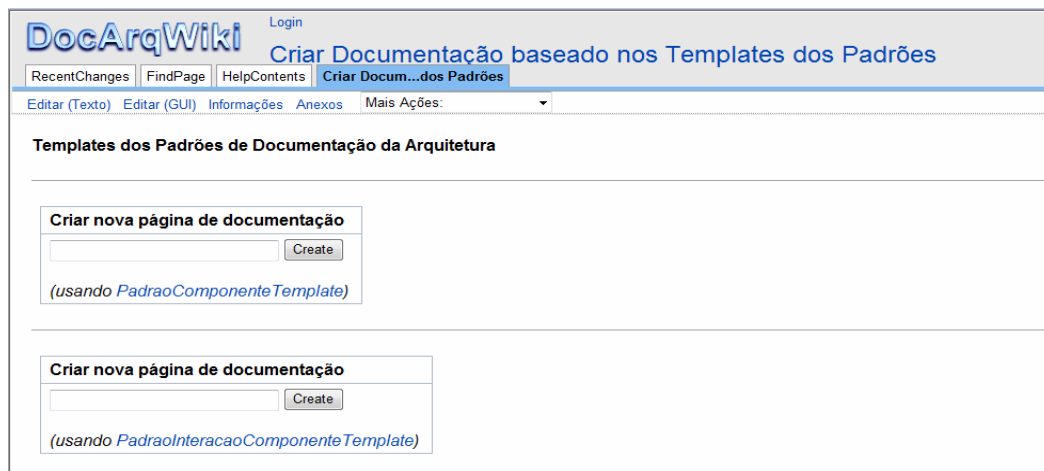 DocArqWiki
Login
Criar Documentação baseado nos Templates dos Padrões
RecentChanges FindPage HelpContents Criar Docum...dos Padrões
Editar (Texto) Editar (GUI) Informações Anexos Mais Ações:
Templates dos Padrões de Documentação da Arquitetura
Criar nova página de documentação
Create
(usando PadraoComponenteTemplate)
Criar nova página de documentação
Create
(usando PadraoInteracaoComponenteTemplate)